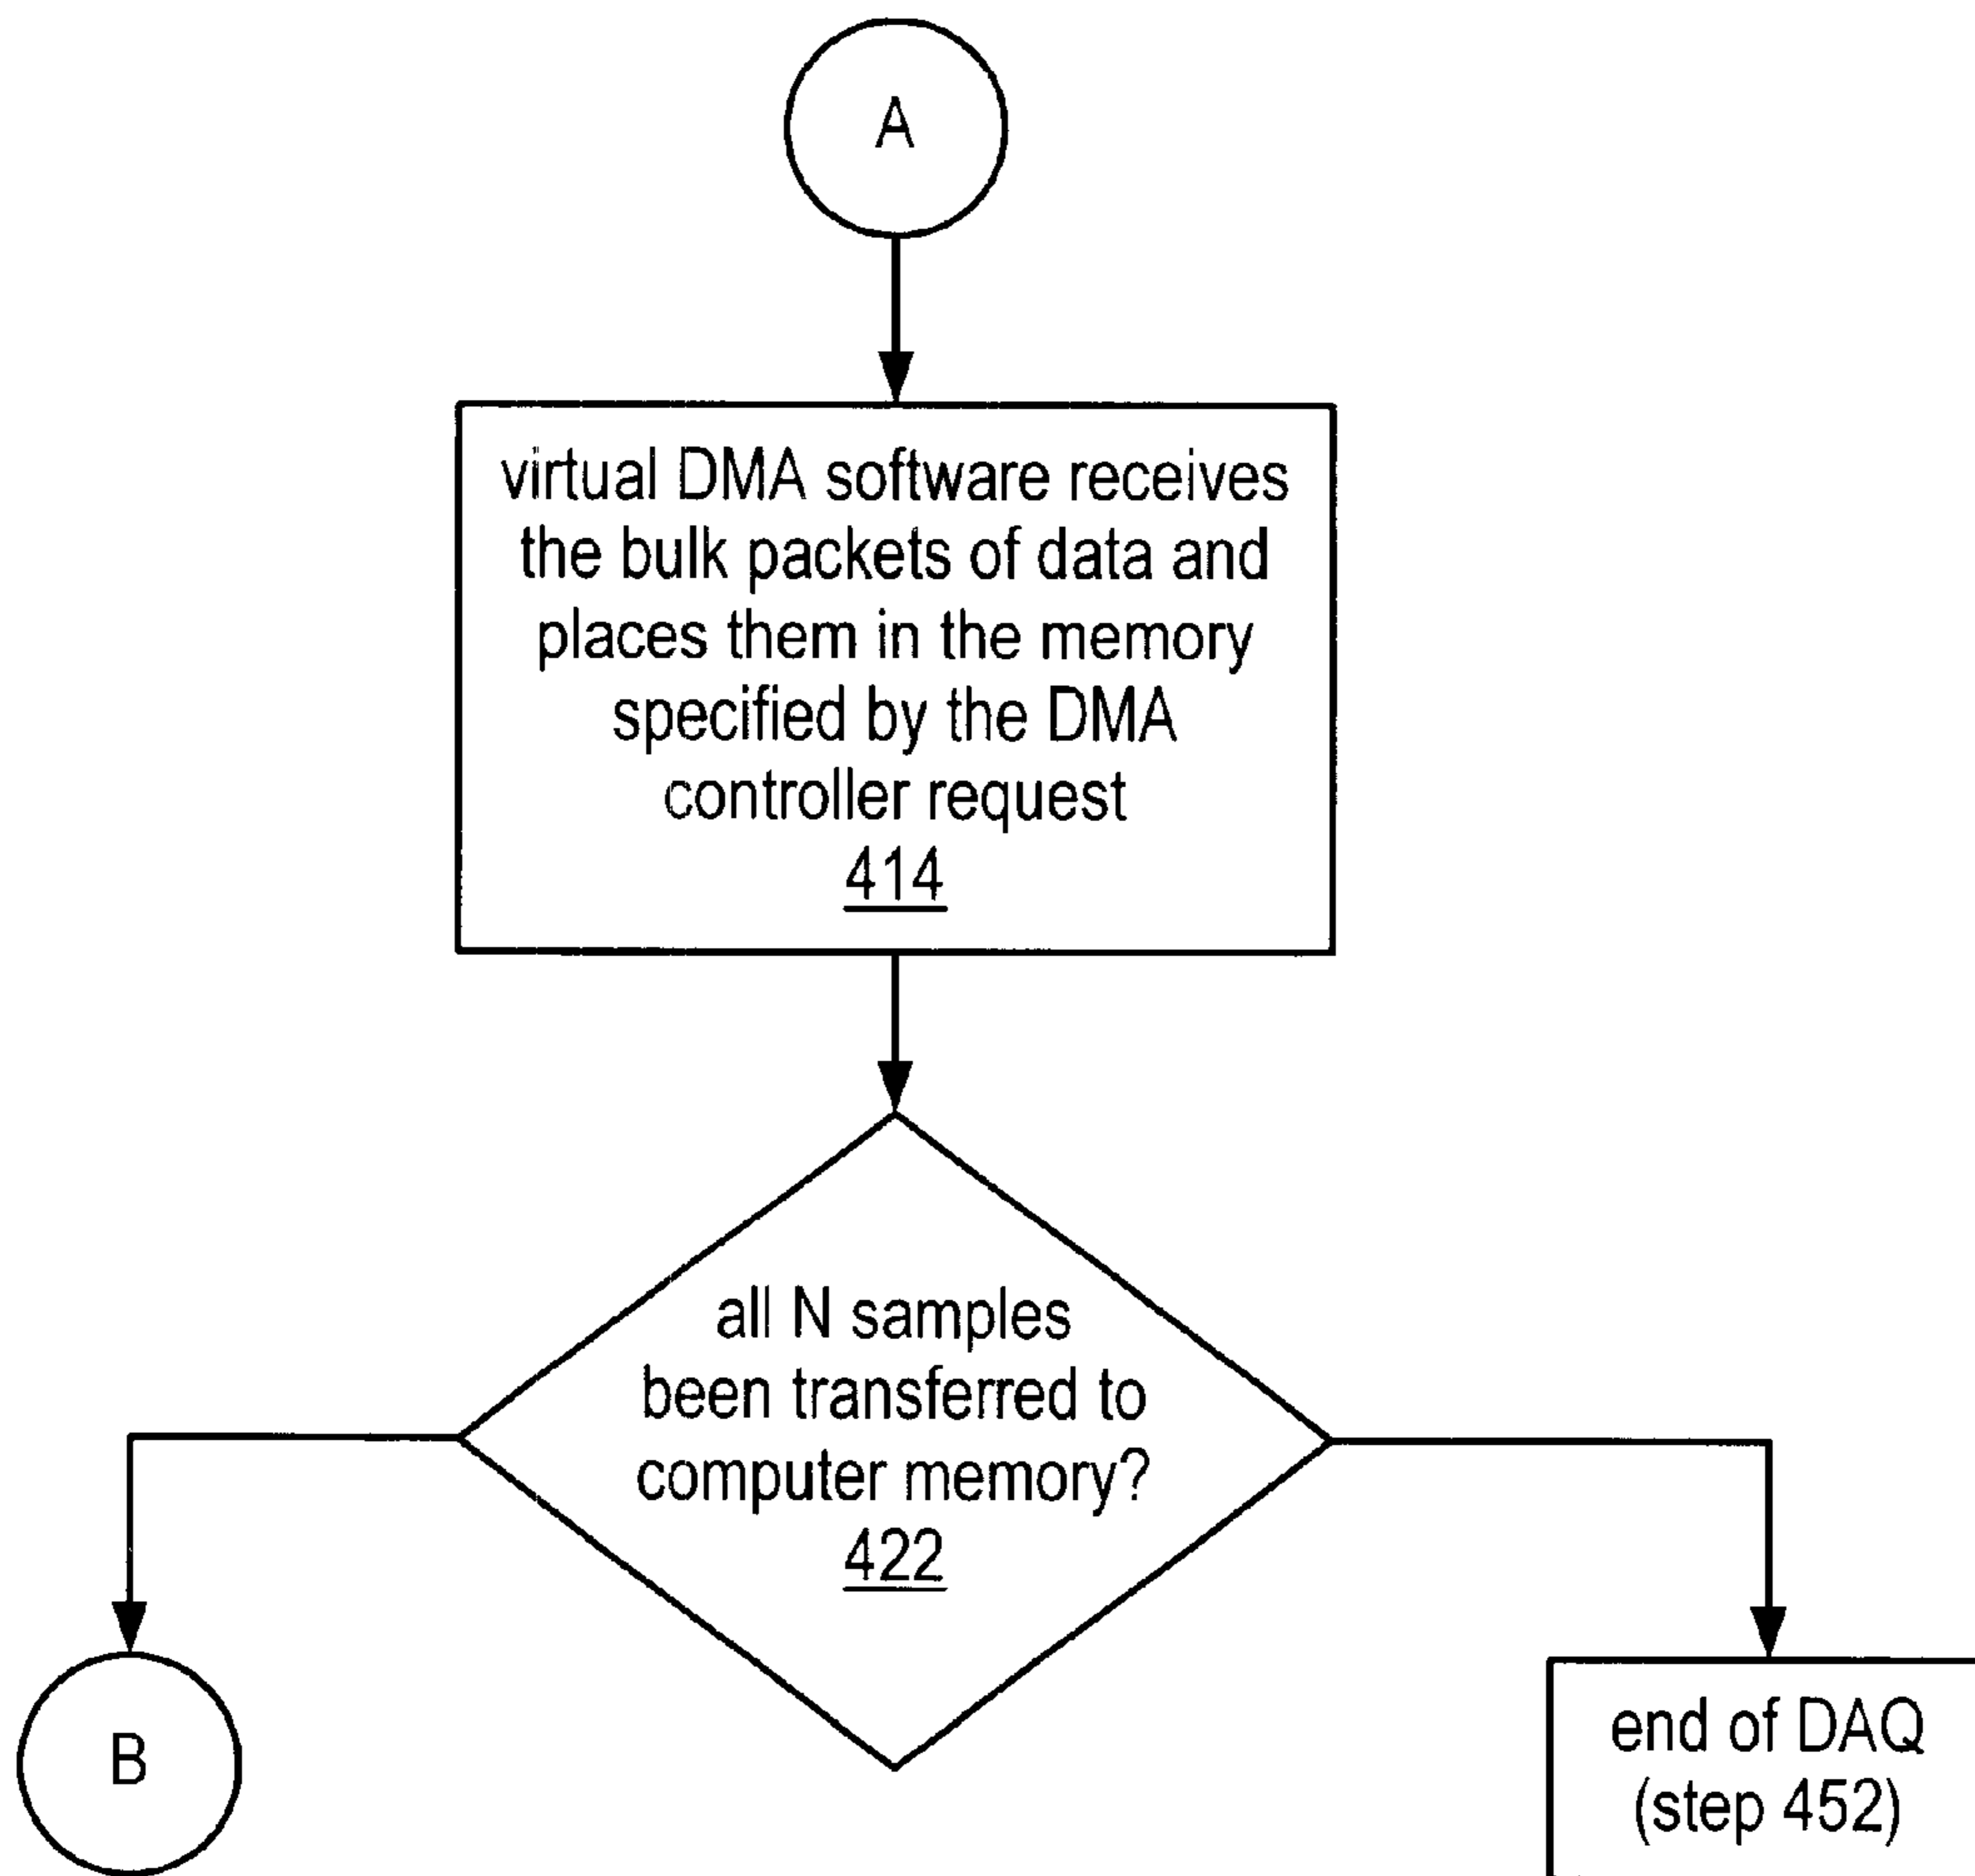 A
virtual DMA software receives
the bulk packets of data and
places them in the memory
specified by the DMA
controller request
414
all N samples
been transferred to
computer memory?
422
B
end of DAQ
(step 452)